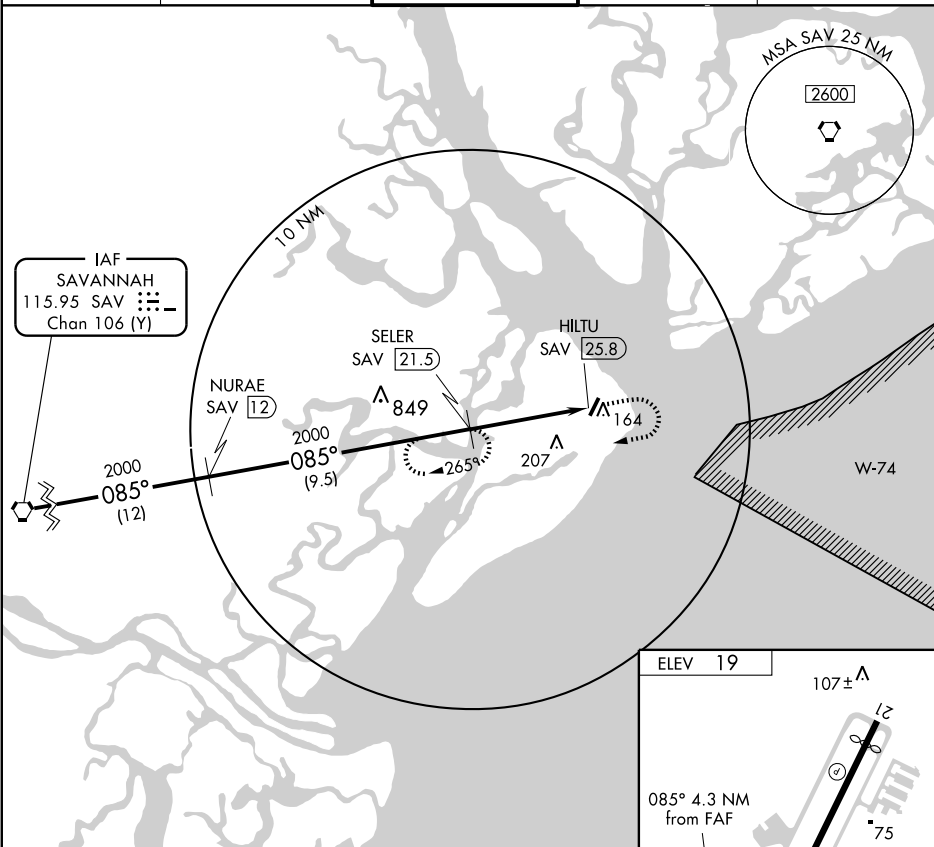 MSA SAV 25 NM
2600
10 NM
IAF
SAVANNAH
115.95 SAV
Chan 106 (Y)
HILTU
SAV 25.8
SELER
SAV 21.5
NURAE
SAV 12
849
164
2000
085°
(9.5)
207
265°
2000
085°
(12)
W-74
ELEV 19
107±
21
P
085° 4.3 NM
from FAF
75